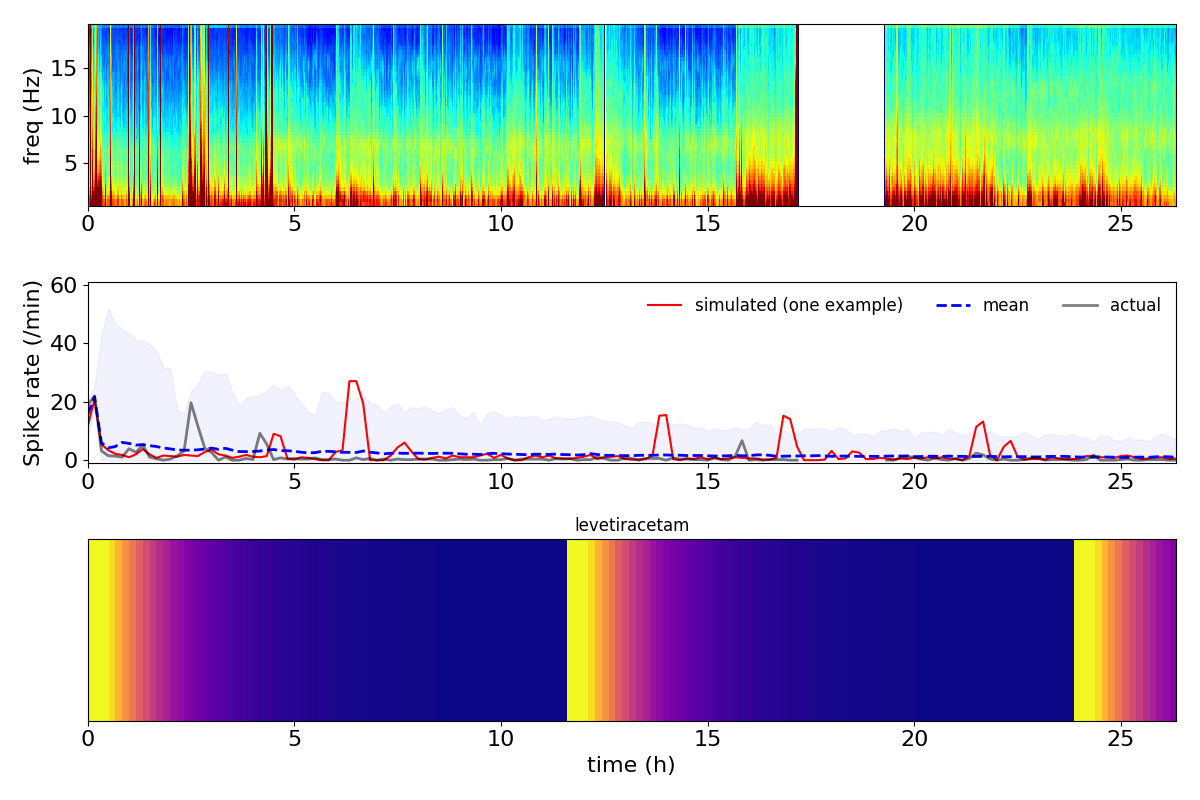 freq (Hz)
15
10
5
0 5 10 15 20 25
Spike rate (/min)
60
40
20
0
simulated (one example) mean actual
0 5 10 15 20 25
levetiracetam
0 5 10 15 20 25
time (h)